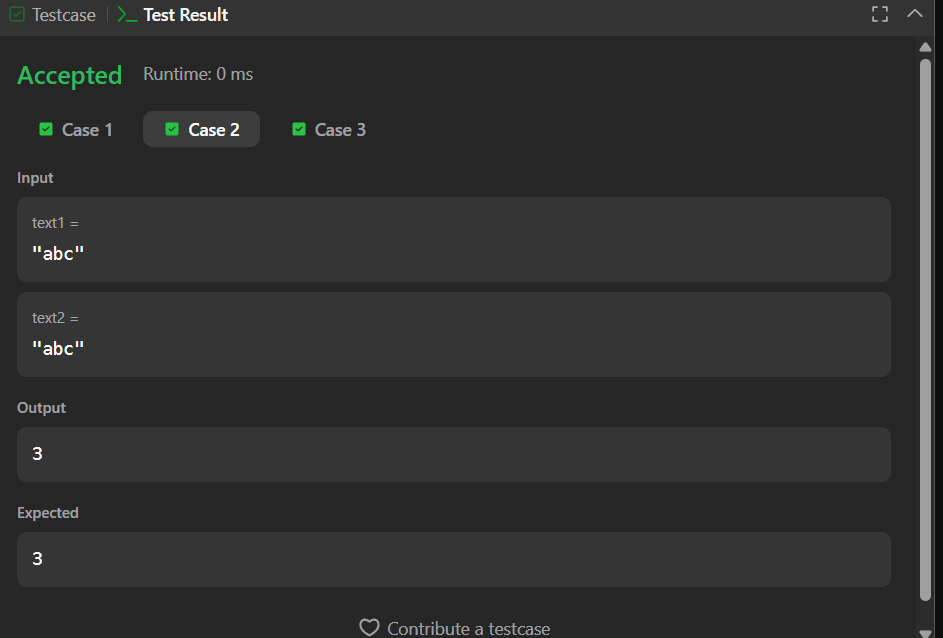 Testcase Test Result
Accepted Runtime: 0 ms
Case 1 Case 2 Case 3
Input
text1 =
"abc"
text2 =
"abc"
Output
3
Expected
3
Contribute a testcase